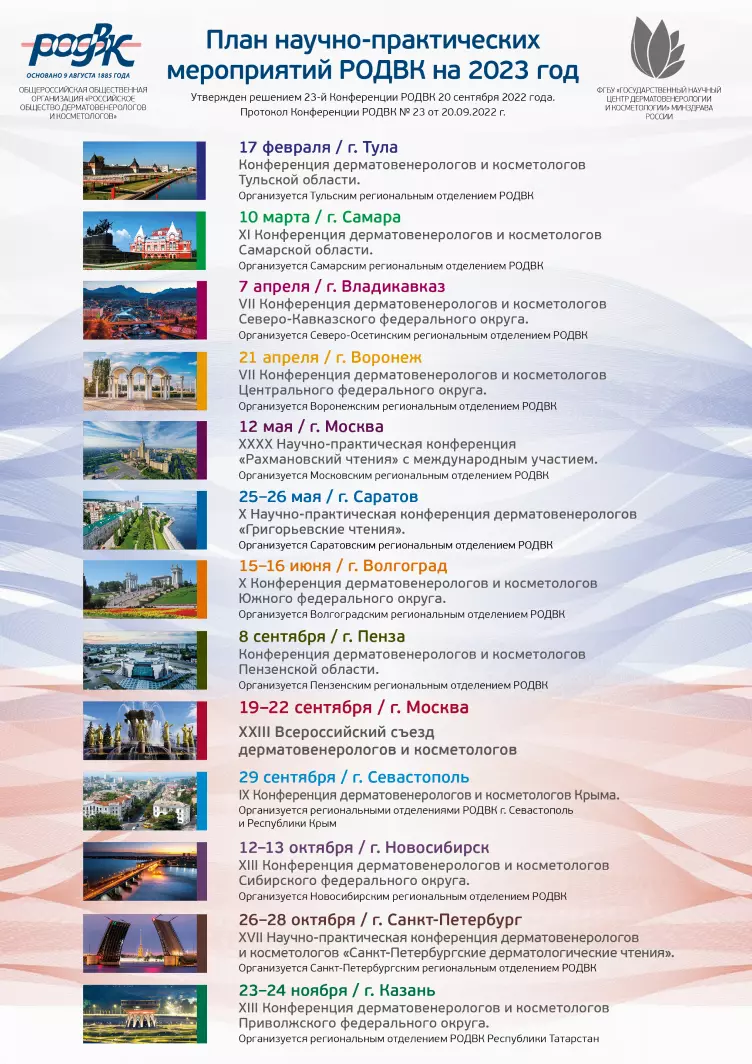 родвк
ОСНОВАНО 9 АВГУСТА 1885 ГОДА
ОБЩЕРОССИЙСКАЯ ОБЩЕСТВЕННАЯ
ОРГАНИЗАЦИЯ «РОССИЙСКОЕ
ОБЩЕСТВО ДЕРМАТОВЕНЕРОЛОГОВ
И КОСМЕТОЛОГОВ»
План научно-практических
мероприятий РОДВК на 2023 год
Утвержден решением 23-й Конференции РОДВК 20 сентября 2022 года.
Протокол Конференции РОДВК № 23 от 20.09.2022 г.
ФГБУ «ГОСУДАРСТВЕННЫЙ НАУЧНЫЙ
ЦЕНТР ДЕРМАТОВЕНЕРОЛОГИИ
И КОСМЕТОЛОГИИ» МИНЗДРАВА
РОССИИ
17 февраля / г. Тула
Конференция дерматовенерологов и косметологов
Тульской области.
Организуется Тульским региональным отделением РОДВК
10 марта / г. Самара
XI Конференция дерматовенерологов и косметологов
Самарской области.
Организуется Самарским региональным отделением РОДВК
7 апреля / г. Владикавказ
VII Конференция дерматовенерологов и косметологов
Северо-Кавказского федерального округа.
Организуется Северо-Осетинским региональным отделением РОДВК
21 апреля / г. Воронеж
VII Конференция дерматовенерологов и косметологов
Центрального федерального округа.
Организуется Воронежским региональным отделением РОДВК
12 мая / г. Москва
XXXX Научно-практическая конференция
«Рахмановский чтения» с международным участием.
Организуется Московским региональным отделением РОДВК
25–26 мая / г. Саратов
X Научно-практическая конференция дерматовенерологов
«Григорьевские чтения».
Организуется Саратовским региональным отделением РОДВК
15–16 июня / г. Волгоград
X Конференция дерматовенерологов и косметологов
Южного федерального округа.
Организуется Волгоградским региональным отделением РОДВК
8 сентября / г. Пенза
Конференция дерматовенерологов и косметологов
Пензенской области.
Организуется Пензенским региональным отделением РОДВК
19–22 сентября / г. Москва
XXIII Всероссийский съезд
дерматовенерологов и косметологов
29 сентября / г. Севастополь
IX Конференция дерматовенерологов и косметологов Крыма.
Организуется региональными отделениями РОДВК г. Севастополь
и Республики Крым
12–13 октября / г. Новосибирск
XIII Конференция дерматовенерологов и косметологов
Сибирского федерального округа.
Организуется Новосибирским региональным отделением РОДВК
26–28 октября / г. Санкт-Петербург
XVII Научно-практическая конференция дерматовенерологов
и косметологов «Санкт-Петербургские дерматологические чтения».
Организуется Санкт-Петербургским региональным отделением РОДВК
23–24 ноября / г. Казань
XIII Конференция дерматовенерологов и косметологов
Приволжского федерального округа.
Организуется региональным отделением РОДВК Республики Татарстан